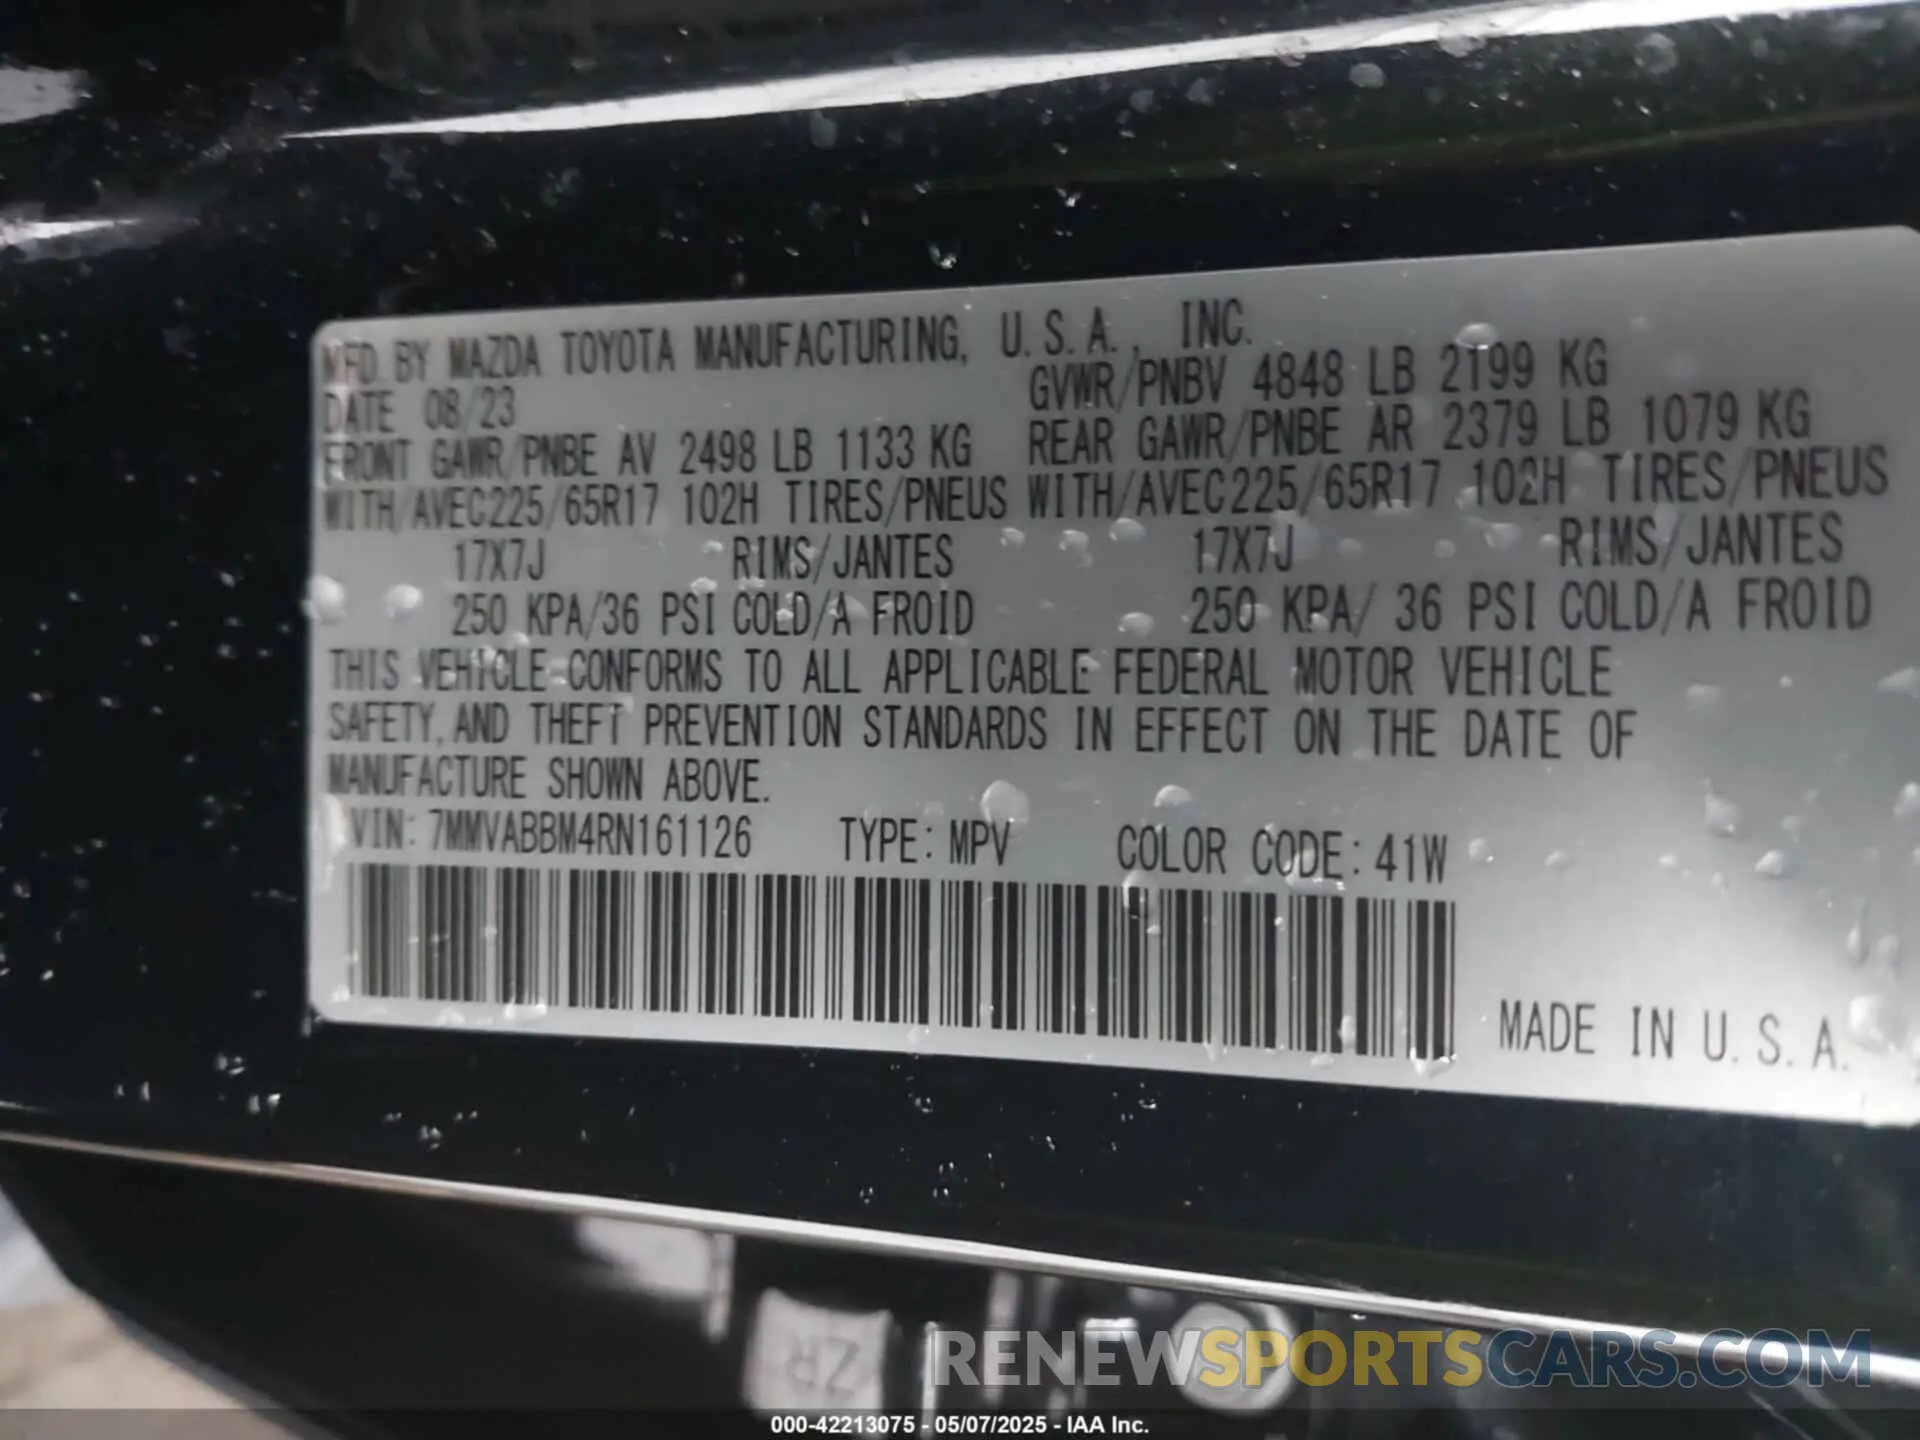 MFD BY MAZDA TOYOTA MANUFACTURING, U.S.A., INC.
DATE 08/23 GVWR/PNBV 4848 LB 2199 KG
FRONT GAWR/PNBE AV 2498 LB 1133 KG REAR GAWR/PNBE AR 2379 LB 1079 KG
WITH/AVEC225/65R17 102H TIRES/PNEUS WITH/AVEC225/65R17 102H TIRES/PNEUS
17X7J RIMS/JANTES 17X7J RIMS/JANTES
250 KPA/36 PSI COLD/A FROID 250 KPA/ 36 PSI COLD/A FROID
THIS VEHICLE CONFORMS TO ALL APPLICABLE FEDERAL MOTOR VEHICLE
SAFETY,AND THEFT PREVENTION STANDARDS IN EFFECT ON THE DATE OF
MANUFACTURE SHOWN ABOVE.
VIN: 7MMVABBM4RN161126 TYPE: MPV COLOR CODE: 41W
MADE IN U.S.A.
ZR
RENEWSPORTSCARS.COM
000-42213075 - 05/07/2025 - IAA Inc.